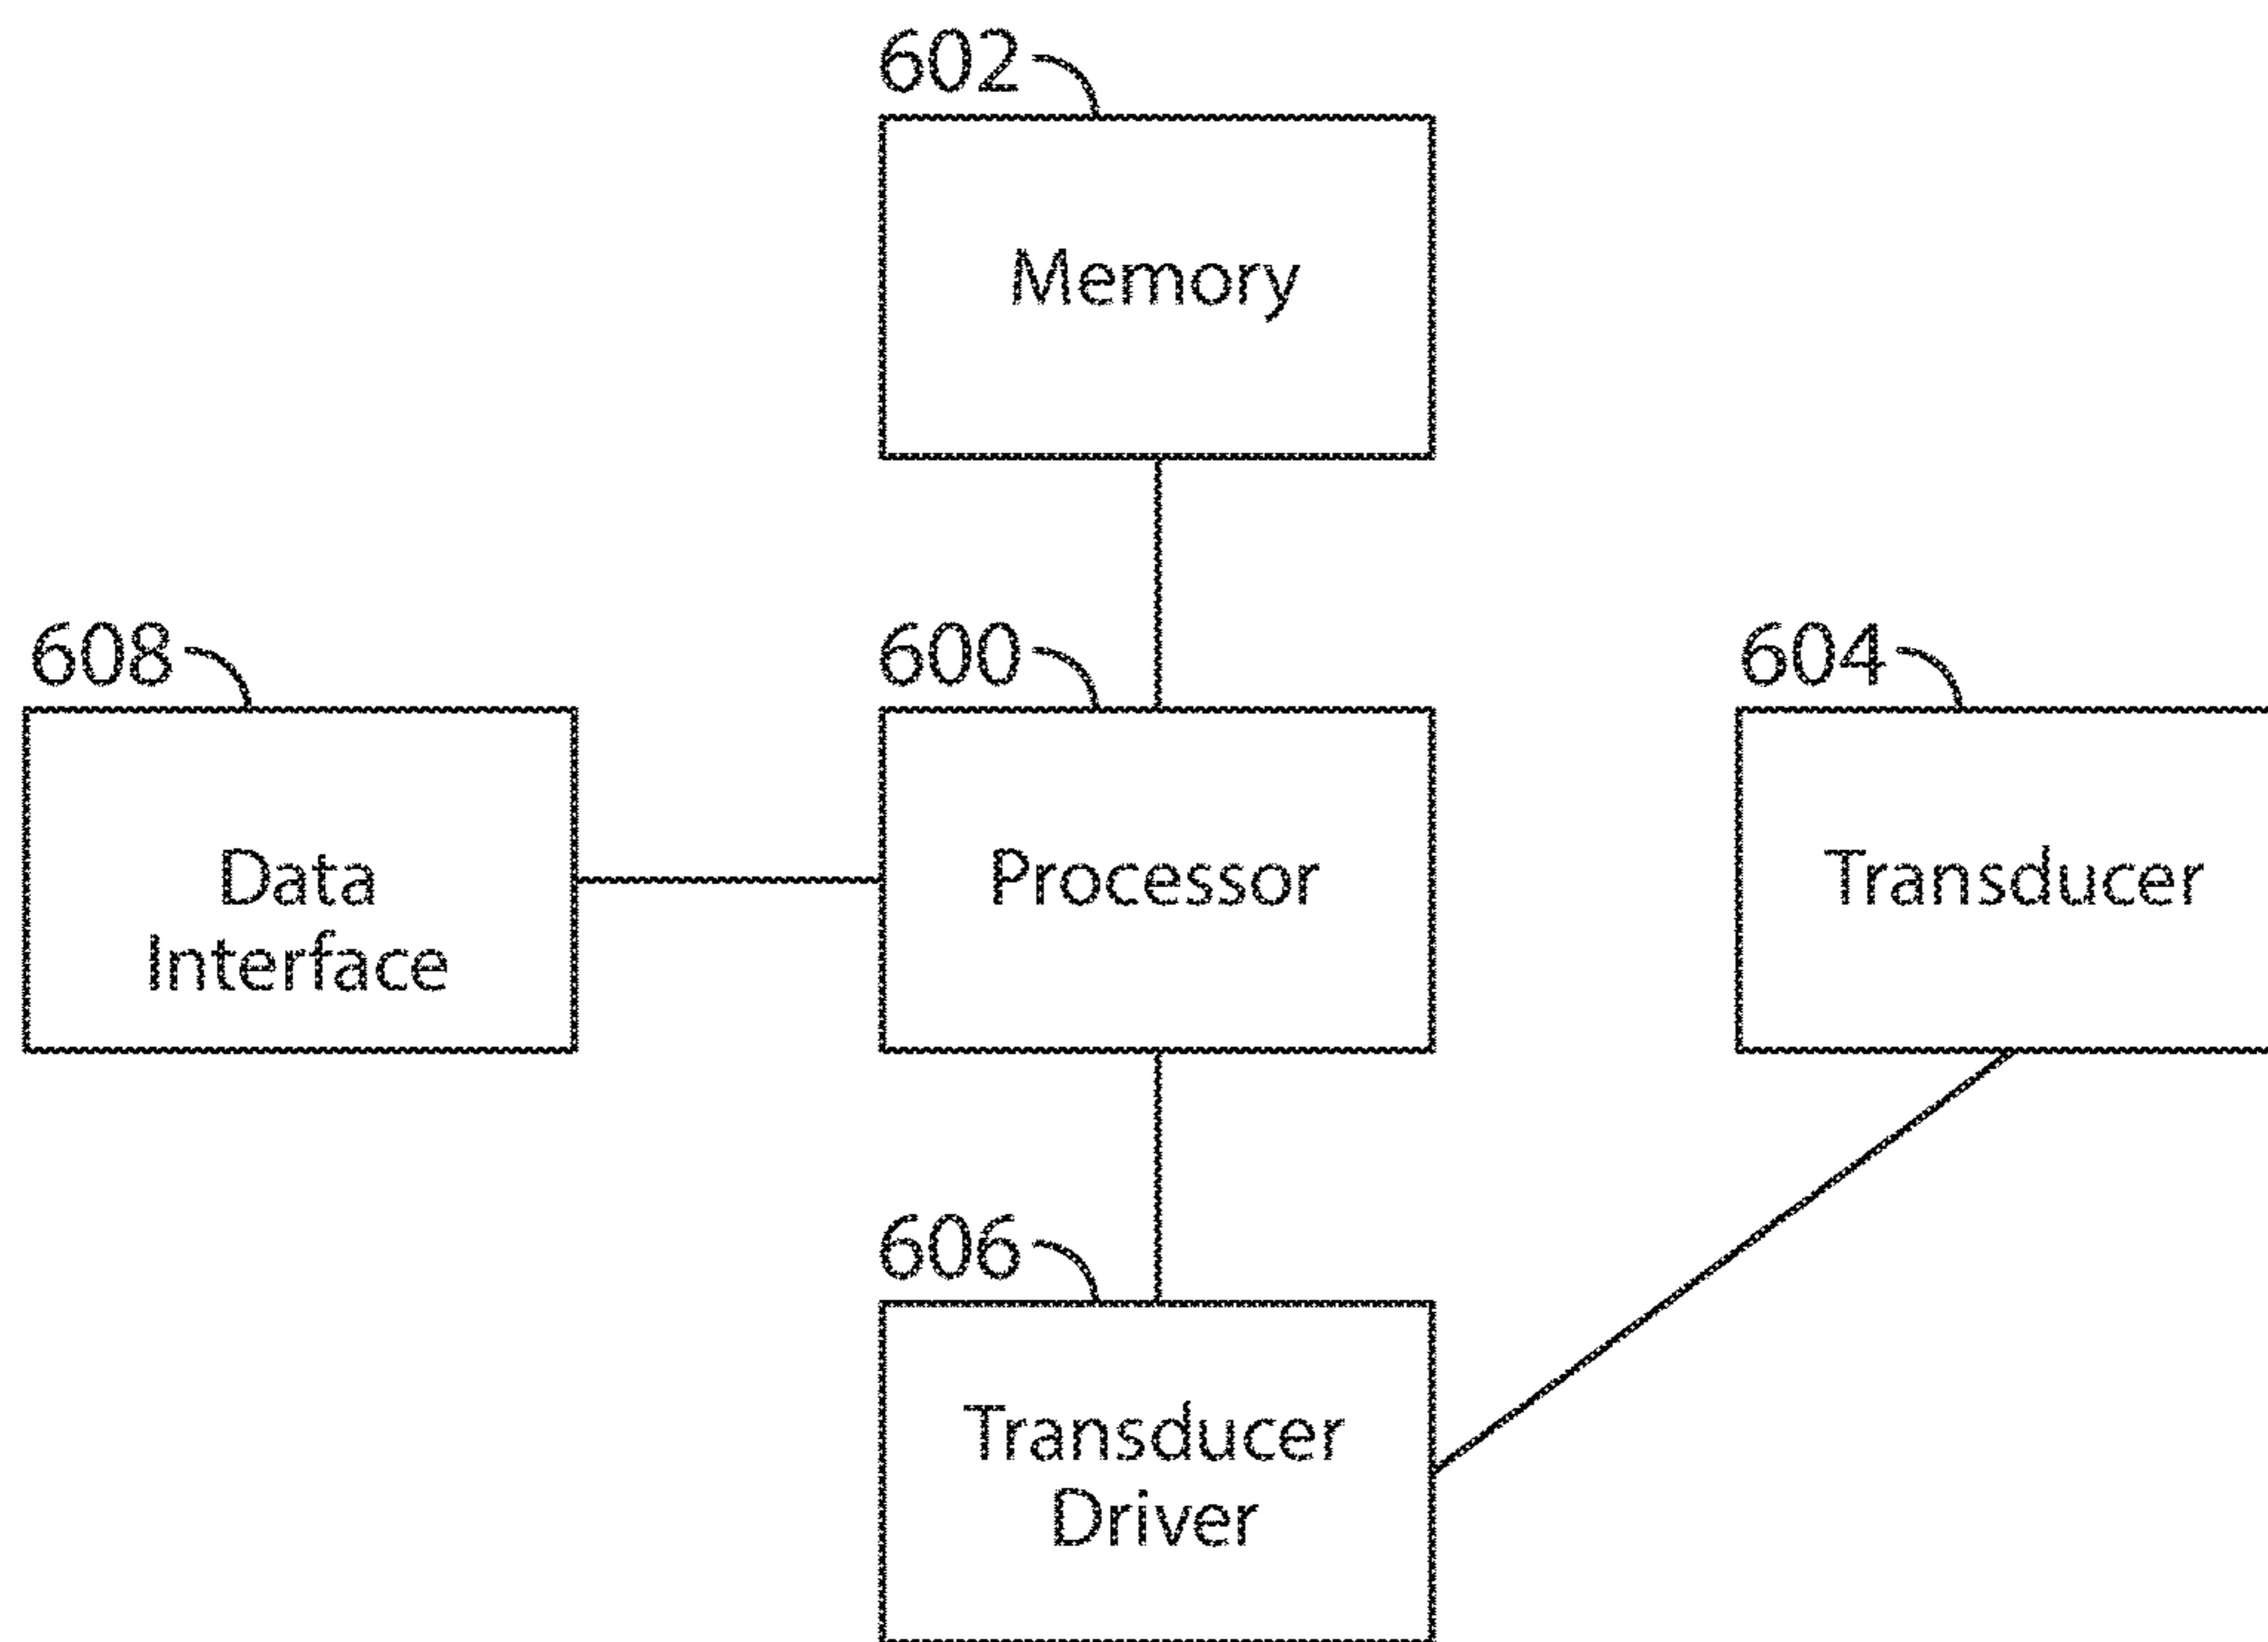 602
Memory
608
Data
Interface
600
Processor
604
Transducer
606
Transducer
Driver